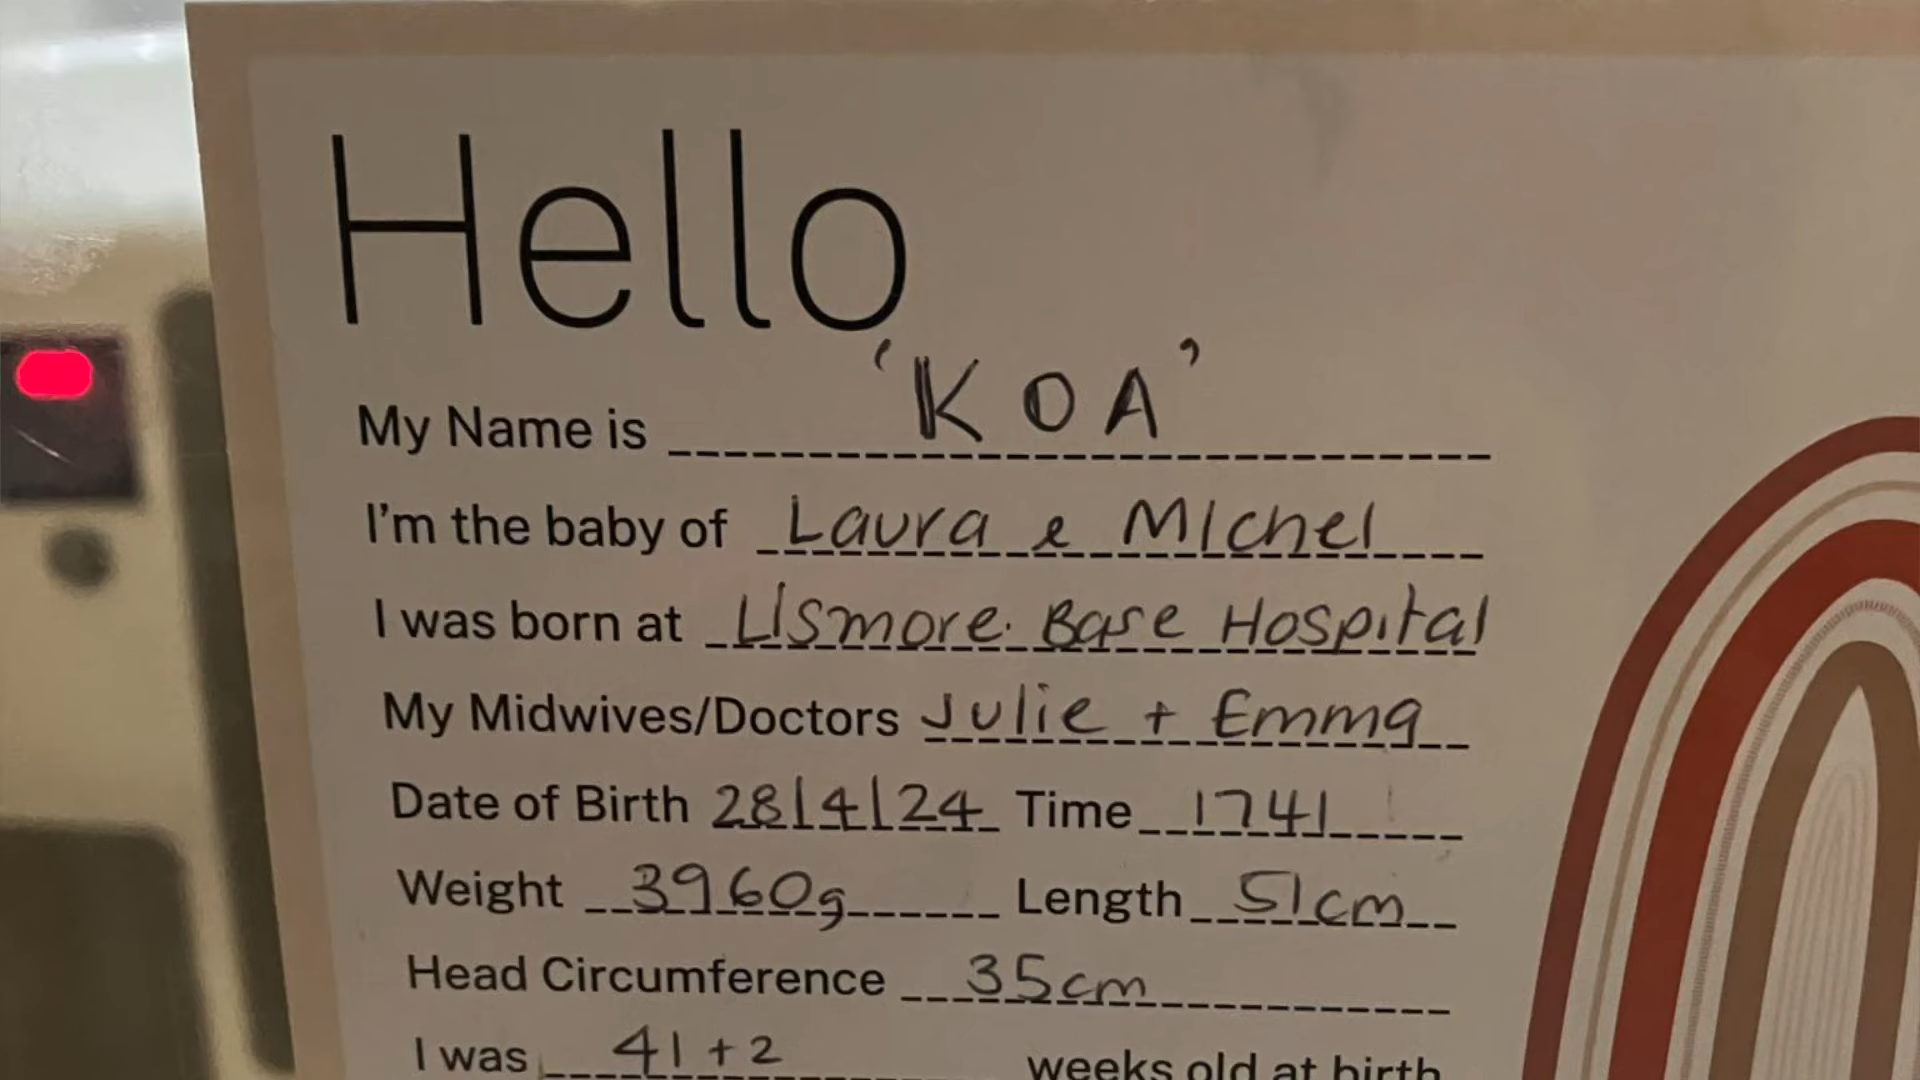 Hello
My Name is 'KOA'
I'm the baby of Laura & Michel
I was born at Lismore Base Hospital
My Midwives/Doctors Julie + Emma
Date of Birth 28/4/24 Time 1741
Weight 3960g Length 51cm
Head Circumference 35cm
I was 41+2 weeks old at birth